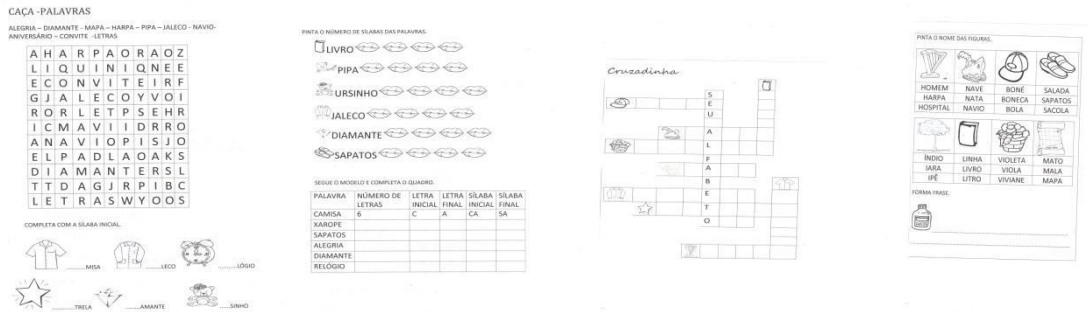 CAÇA -PALAVRAS
ALEGRIA – DIAMANTE - MAPA – HARPA – PIPA – JALECO - NAVIO-
ANIVERSÁRIO – CONVITE -LETRAS
A H A R P A O R A O Z
L I Q U I N I Q N E E
E C O N V I T E I R F
G J A L E C O Y V O I
R O R L E T P S E H R
I C M A V I I D R R O
A N A V I O P I S J O
E L P A D L A O A K S
D I A M A N T E R S L
T T D A G J R P I B C
L E T R A S W Y O O S
COMPLETA COM A SÍLABA INICIAL.
..........MISA ..........LECO ..........LÓGIO
..........TRELA ..........AMANTE ..........SINHO
PINTA O NÚMERO DE SÍLABAS DAS PALAVRAS.
LIVRO
PIPA
URSINHO
JALECO
DIAMANTE
SAPATOS
SEGUE O MODELO E COMPLETA O QUADRO.
PALAVRA NÚMERO DE LETRAS LETRA INICIAL LETRA FINAL SÍLABA INICIAL SÍLABA FINAL
CAMISA 6 C A CA SA
XAROPE
SAPATOS
ALEGRIA
DIAMANTE
RELÓGIO
Cruzadinha
S
E
U
A
L
F
A
B
E
T
O
PINTA O NOME DAS FIGURAS.
HOMEM NAVE BONÉ SALADA
HARPA NATA BONECA SAPATOS
HOSPITAL NAVIO BOLA SACOLA
ÍNDIO LINHA VIOLETA MATO
IARA LIVRO VIOLA MALA
IPÊ LITRO VIVIANE MAPA
FORMA FRASE.